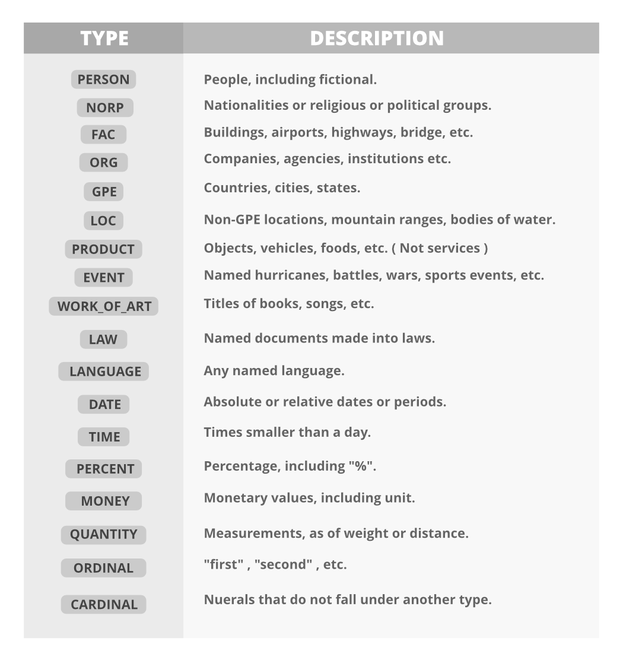 TYPE DESCRIPTION
PERSON People, including fictional.
NORP Nationalities or religious or political groups.
FAC Buildings, airports, highways, bridge, etc.
ORG Companies, agencies, institutions etc.
GPE Countries, cities, states.
LOC Non-GPE locations, mountain ranges, bodies of water.
PRODUCT Objects, vehicles, foods, etc. ( Not services )
EVENT Named hurricanes, battles, wars, sports events, etc.
WORK_OF_ART Titles of books, songs, etc.
LAW Named documents made into laws.
LANGUAGE Any named language.
DATE Absolute or relative dates or periods.
TIME Times smaller than a day.
PERCENT Percentage, including "%".
MONEY Monetary values, including unit.
QUANTITY Measurements, as of weight or distance.
ORDINAL "first" , "second" , etc.
CARDINAL Nuerals that do not fall under another type.